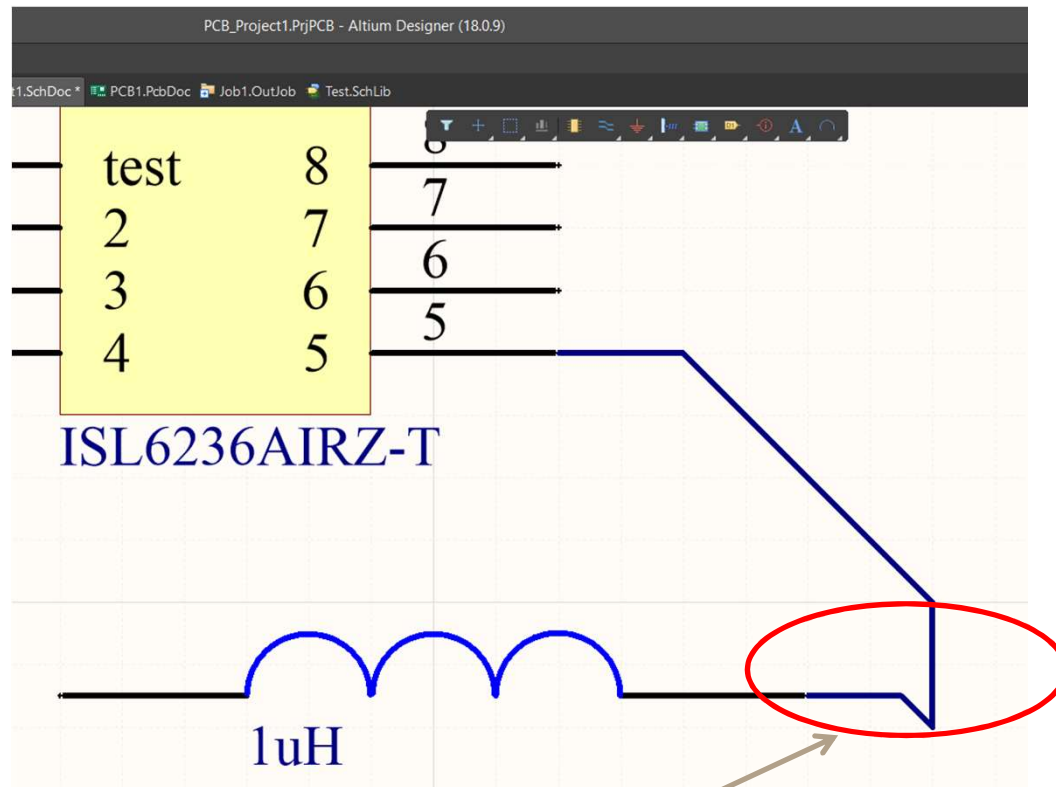 PCB_Project1.PrjPCB - Altium Designer (18.0.9)
t1.SchDoc * PCB1.PcbDoc Job1.OutJob Test.SchLib
A
8
test 8
7
2 7
6
3 6
5
4 5
ISL6236AIRZ-T
1uH